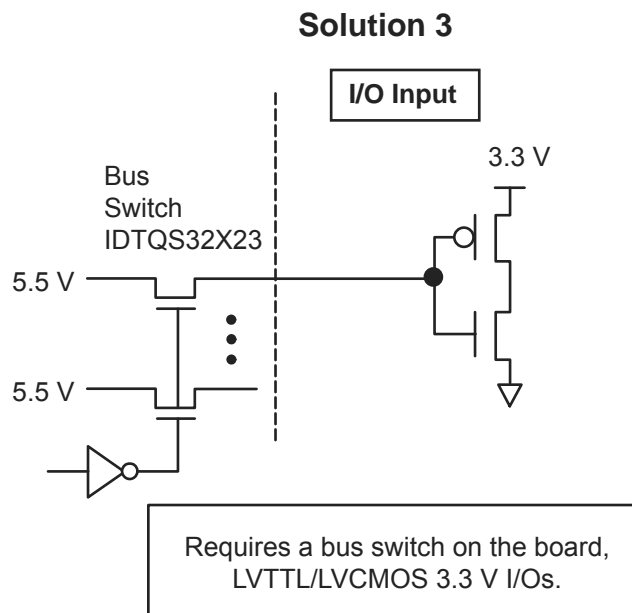 Solution 3
I/O Input
3.3 V
Bus
Switch
IDTQS32X23
5.5 V
5.5 V
Requires a bus switch on the board,
LVTTL/LVCMOS 3.3 V I/Os.